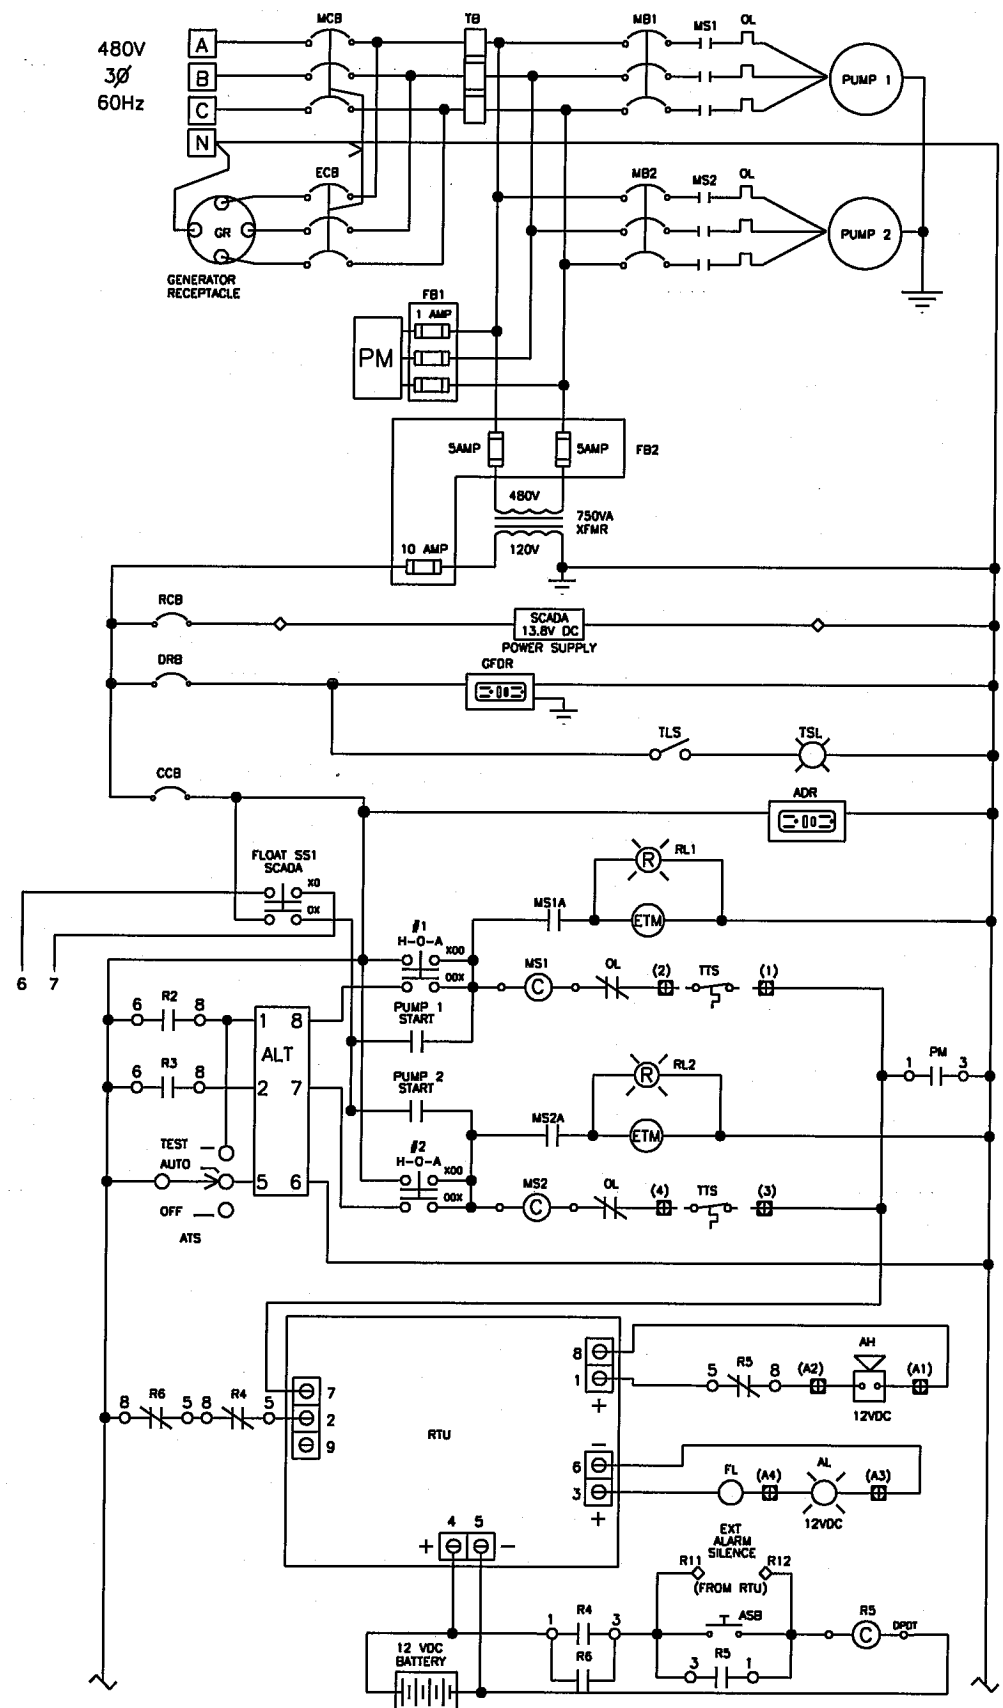 MCB TB MB1 MS1 OL
480V
3Ø
60Hz
A
B
C
N
PUMP 1
ECB MB2 MS2 OL
GR
PUMP 2
GENERATOR
RECEPTACLE
FB1
1 AMP
PM
5AMP 5AMP FB2
480V
750VA
XFMR
10 AMP 120V
RCB
SCADA
13.8V DC
POWER SUPPLY
DRB GFDR
TLS TSL
CCB
ADR
FLOAT SS1
SCADA
XO
OX
R RL1
MS1A
ETM
#1
H-O-A
XOO
OOX
6 7
MS1 OL (2) TTS (1)
C
PUMP 1
START
6 R2 8
1 8
ALT
6 R3 8
2 7
PUMP 2
START
R RL2
1 PM 3
MS2A
ETM
#2
H-O-A
XOO
OOX
TEST
AUTO
5 6
OFF
ATS
MS2 OL (4) TTS (3)
C
8
1
+
5 R5 8 (A2) AH (A1)
12VDC
8 R6 5 8 R4 5
7
2
9
RTU
−
6
3
+
FL (A4) AL (A3)
12VDC
4 5
+ −
EXT
ALARM
SILENCE
R11 R12
(FROM RTU)
1 R4 3
R6
ASB
3 R5 1
R5
C
DPDT
12 VDC
BATTERY